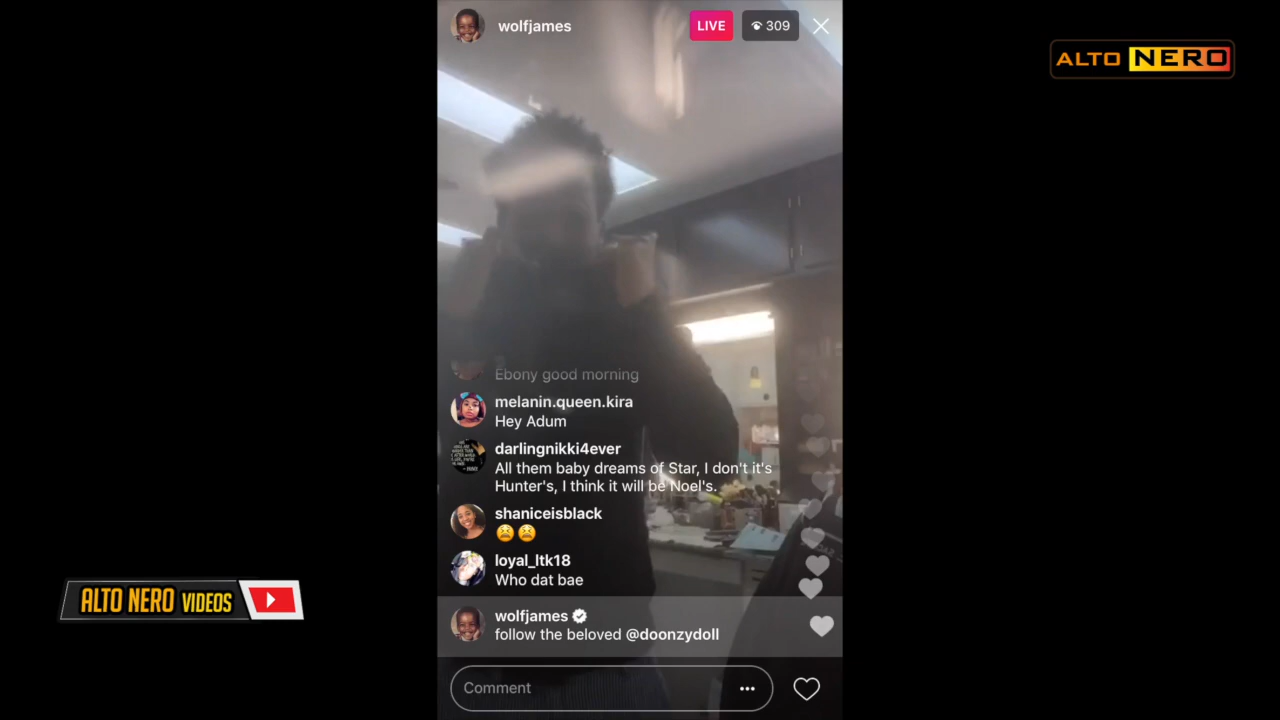 wolfjames
LIVE
309
ALTO NERO
Ebony good morning
melanin.queen.kira
Hey Adum
darlingnikki4ever
All them baby dreams of Star, I don't it's
Hunter's, I think it will be Noel's.
shaniceisblack
loyal_ltk18
Who dat bae
ALTO NERO VIDEOS
wolfjames
follow the beloved @doonzydoll
Comment